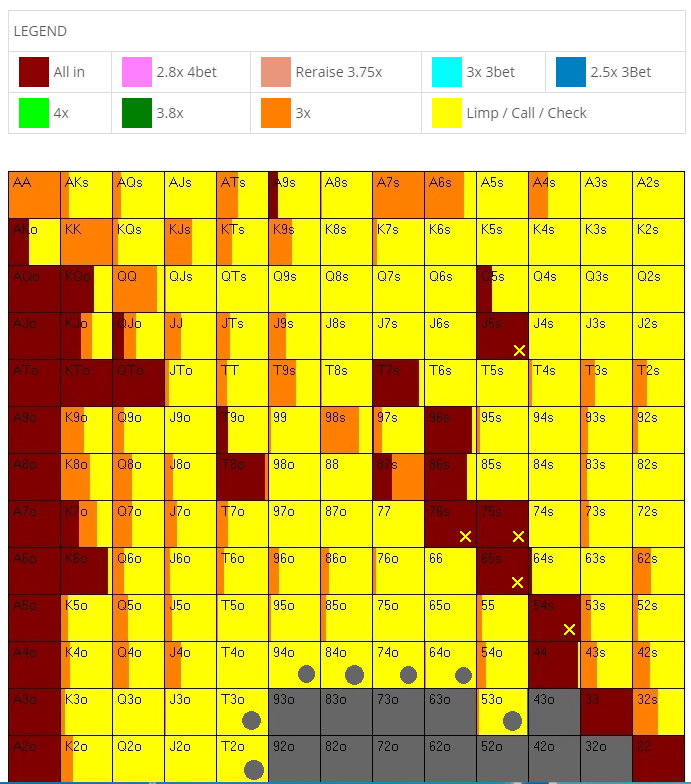 LEGEND
All in 2.8x 4bet Reraise 3.75x 3x 3bet 2.5x 3Bet
4x 3.8x 3x Limp / Call / Check
AA AKs AQs AJs ATs A9s A8s A7s A6s A5s A4s A3s A2s
AKo KK KQs KJs KTs K9s K8s K7s K6s K5s K4s K3s K2s
AQo KQo QQ QJs QTs Q9s Q8s Q7s Q6s Q5s Q4s Q3s Q2s
AJo KJo QJo JJ JTs J9s J8s J7s J6s J5s J4s J3s J2s
ATo KTo QTo JTo TT T9s T8s T7s T6s T5s T4s T3s T2s
A9o K9o Q9o J9o T9o 99 98s 97s 96s 95s 94s 93s 92s
A8o K8o Q8o J8o T8o 98o 88 87s 86s 85s 84s 83s 82s
A7o K7o Q7o J7o T7o 97o 87o 77 76s 75s 74s 73s 72s
A6o K6o Q6o J6o T6o 96o 86o 76o 66 65s 64s 63s 62s
A5o K5o Q5o J5o T5o 95o 85o 75o 65o 55 54s 53s 52s
A4o K4o Q4o J4o T4o 94o 84o 74o 64o 54o 44 43s 42s
A3o K3o Q3o J3o T3o 93o 83o 73o 63o 53o 43o 33 32s
A2o K2o Q2o J2o T2o 92o 82o 72o 62o 52o 42o 32o 22